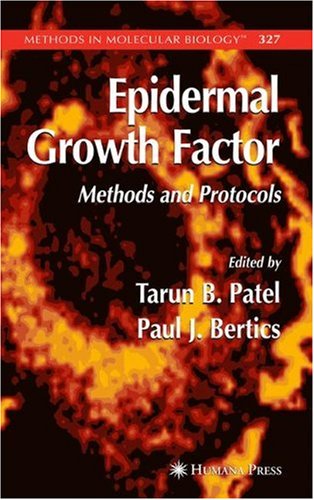 METHODS IN MOLECULAR BIOLOGY™ 327
Epidermal
Growth Factor
Methods and Protocols
Edited by
Tarun B. Patel
Paul J. Bertics
HUMANA PRESS